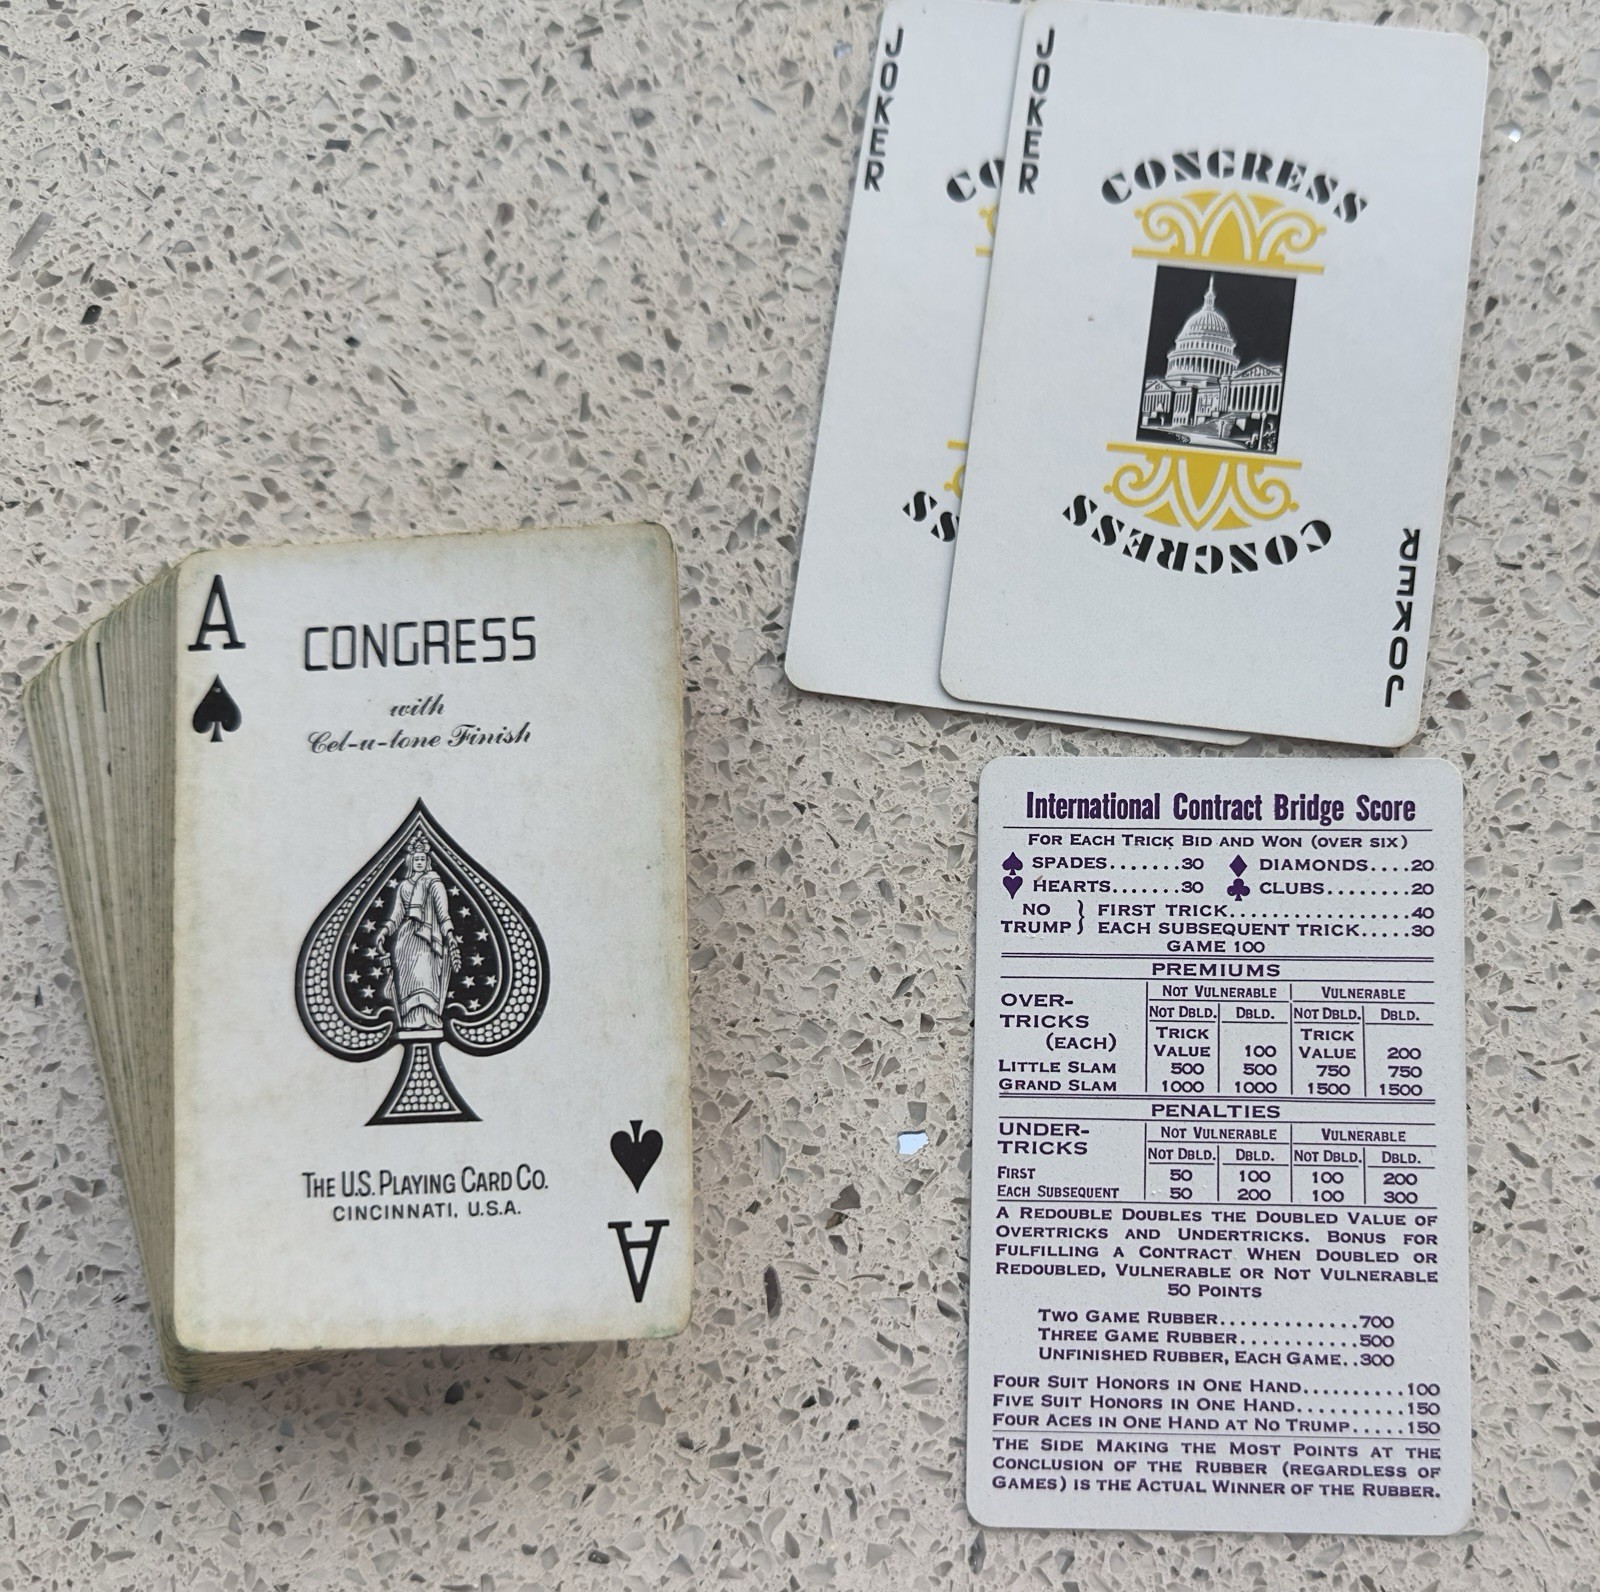 JOKER
CO
SS
JOKER
CONGRESS
CONGRESS
JOKER
A
CONGRESS
with
Cel-u-tone Finish
THE U.S. PLAYING CARD CO.
CINCINNATI, U.S.A.
A
International Contract Bridge Score
FOR EACH TRICK BID AND WON (OVER SIX)
♠ SPADES.......30 ♦ DIAMONDS....20
♥ HEARTS.......30 ♣ CLUBS........20
NO TRUMP } FIRST TRICK..................40
EACH SUBSEQUENT TRICK.....30
GAME 100
PREMIUMS
NOT VULNERABLE VULNERABLE
OVER-TRICKS (EACH) NOT DBLD. DBLD. NOT DBLD. DBLD.
TRICK VALUE 100 TRICK VALUE 200
LITTLE SLAM 500 500 750 750
GRAND SLAM 1000 1000 1500 1500
PENALTIES
UNDER-TRICKS NOT VULNERABLE VULNERABLE
NOT DBLD. DBLD. NOT DBLD. DBLD.
FIRST 50 100 100 200
EACH SUBSEQUENT 50 200 100 300
A REDOUBLE DOUBLES THE DOUBLED VALUE OF
OVERTRICKS AND UNDERTRICKS. BONUS FOR
FULFILLING A CONTRACT WHEN DOUBLED OR
REDOUBLED, VULNERABLE OR NOT VULNERABLE
50 POINTS
TWO GAME RUBBER.............700
THREE GAME RUBBER...........500
UNFINISHED RUBBER, EACH GAME..300
FOUR SUIT HONORS IN ONE HAND..........100
FIVE SUIT HONORS IN ONE HAND..........150
FOUR ACES IN ONE HAND AT NO TRUMP.....150
THE SIDE MAKING THE MOST POINTS AT THE
CONCLUSION OF THE RUBBER (REGARDLESS OF
GAMES) IS THE ACTUAL WINNER OF THE RUBBER.